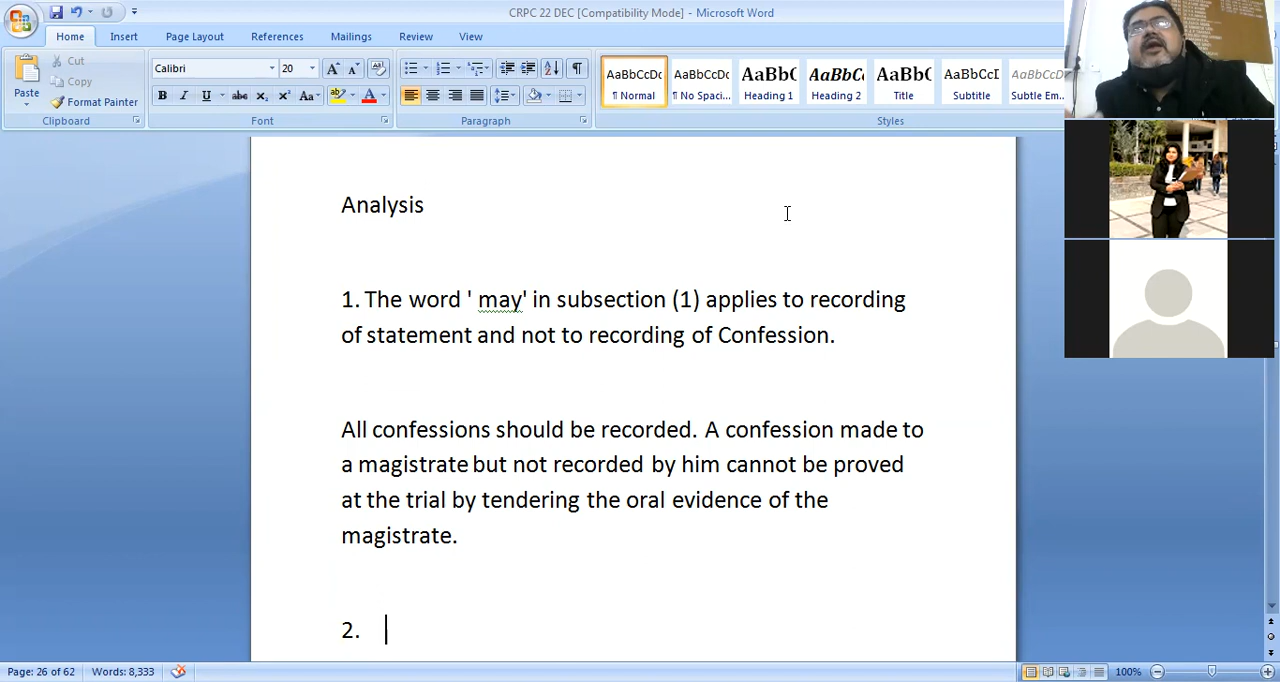 CRPC 22 DEC [Compatibility Mode] - Microsoft Word
Home Insert Page Layout References Mailings Review View
Paste
Cut
Copy
Format Painter
Clipboard
Calibri 20
Font
Paragraph
AaBbCcDc AaBbCcDc AaBbC AaBbCc AaBbC AaBbCcI AaBbCcDc
¶ Normal ¶ No Spaci... Heading 1 Heading 2 Title Subtitle Subtle Em...
Styles
Analysis
1. The word ' may' in subsection (1) applies to recording
of statement and not to recording of Confession.
All confessions should be recorded. A confession made to
a magistrate but not recorded by him cannot be proved
at the trial by tendering the oral evidence of the
magistrate.
2.
Page: 26 of 62 Words: 8,333 100%